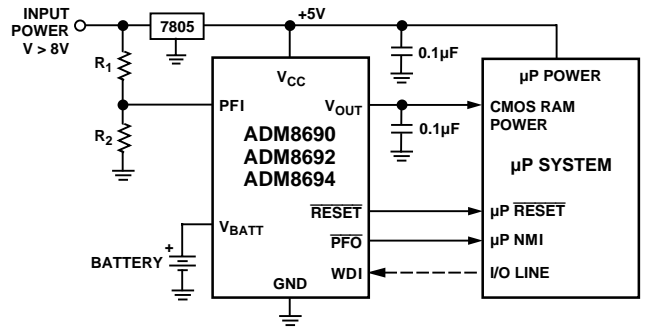 INPUT
POWER
V > 8V
7805
+5V
R1
R2
0.1µF
VCC
PFI
VOUT
0.1µF
ADM8690
ADM8692
ADM8694
µP POWER
CMOS RAM
POWER
µP SYSTEM
VBATT
RESET
µP RESET
PFO
µP NMI
BATTERY
+
WDI
I/O LINE
GND